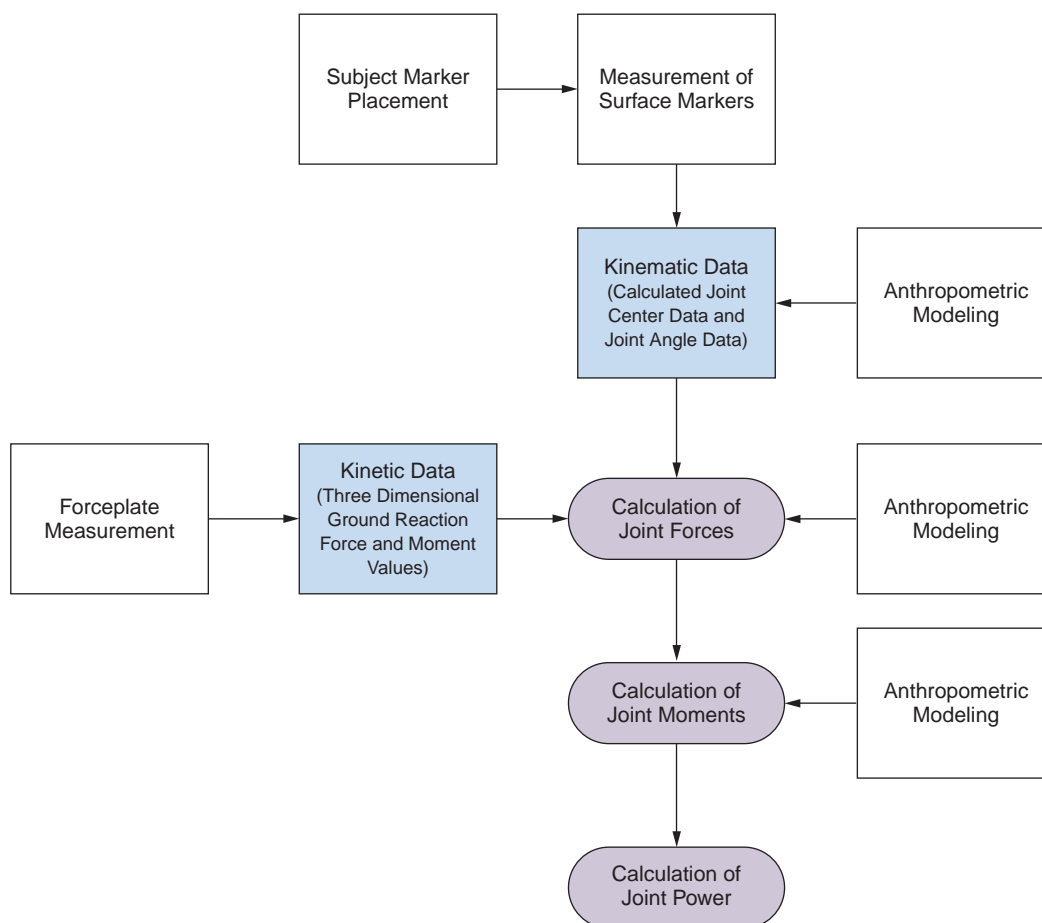 Subject Marker
Placement
Measurement of
Surface Markers
Kinematic Data
(Calculated Joint
Center Data and
Joint Angle Data)
Anthropometric
Modeling
Forceplate
Measurement
Kinetic Data
(Three Dimensional
Ground Reaction
Force and Moment
Values)
Calculation of
Joint Forces
Anthropometric
Modeling
Calculation of
Joint Moments
Anthropometric
Modeling
Calculation of
Joint Power